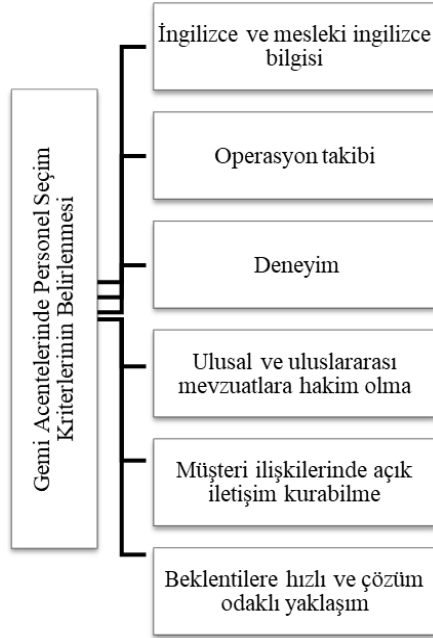 Gemi Acentelerinde Personel Seçim
Kriterlerinin Belirlenmesi
İngilizce ve mesleki ingilizce
bilgisi
Operasyon takibi
Deneyim
Ulusal ve uluslararası
mevzuatlara hakim olma
Müşteri ilişkilerinde açık
iletişim kurabilme
Beklentilere hızlı ve çözüm
odaklı yaklaşım